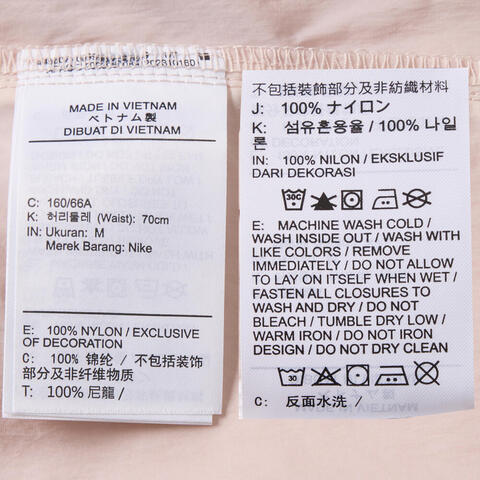 MADE IN VIETNAM
ベトナム製
DIBUAT DI VIETNAM
C: 160/66A
K: 허리둘레 (Waist): 70cm
IN: Ukuran: M
Merek Barang: Nike
E: 100% NYLON / EXCLUSIVE
OF DECORATION
C: 100% 锦纶 / 不包括装饰
部分及非纤维物质
T: 100% 尼龍 /
不包括裝飾部分及非紡織材料
J: 100% ナイロン
K: 섬유혼용율 / 100% 나일
론
IN: 100% NILON / EKSKLUSIF
DARI DEKORASI
E: MACHINE WASH COLD /
WASH INSIDE OUT / WASH WITH
LIKE COLORS / REMOVE
IMMEDIATELY / DO NOT ALLOW
TO LAY ON ITSELF WHEN WET /
FASTEN ALL CLOSURES TO
WASH AND DRY / DO NOT
BLEACH / TUMBLE DRY LOW /
WARM IRON / DO NOT IRON
DESIGN / DO NOT DRY CLEAN
C: 反面水洗 /